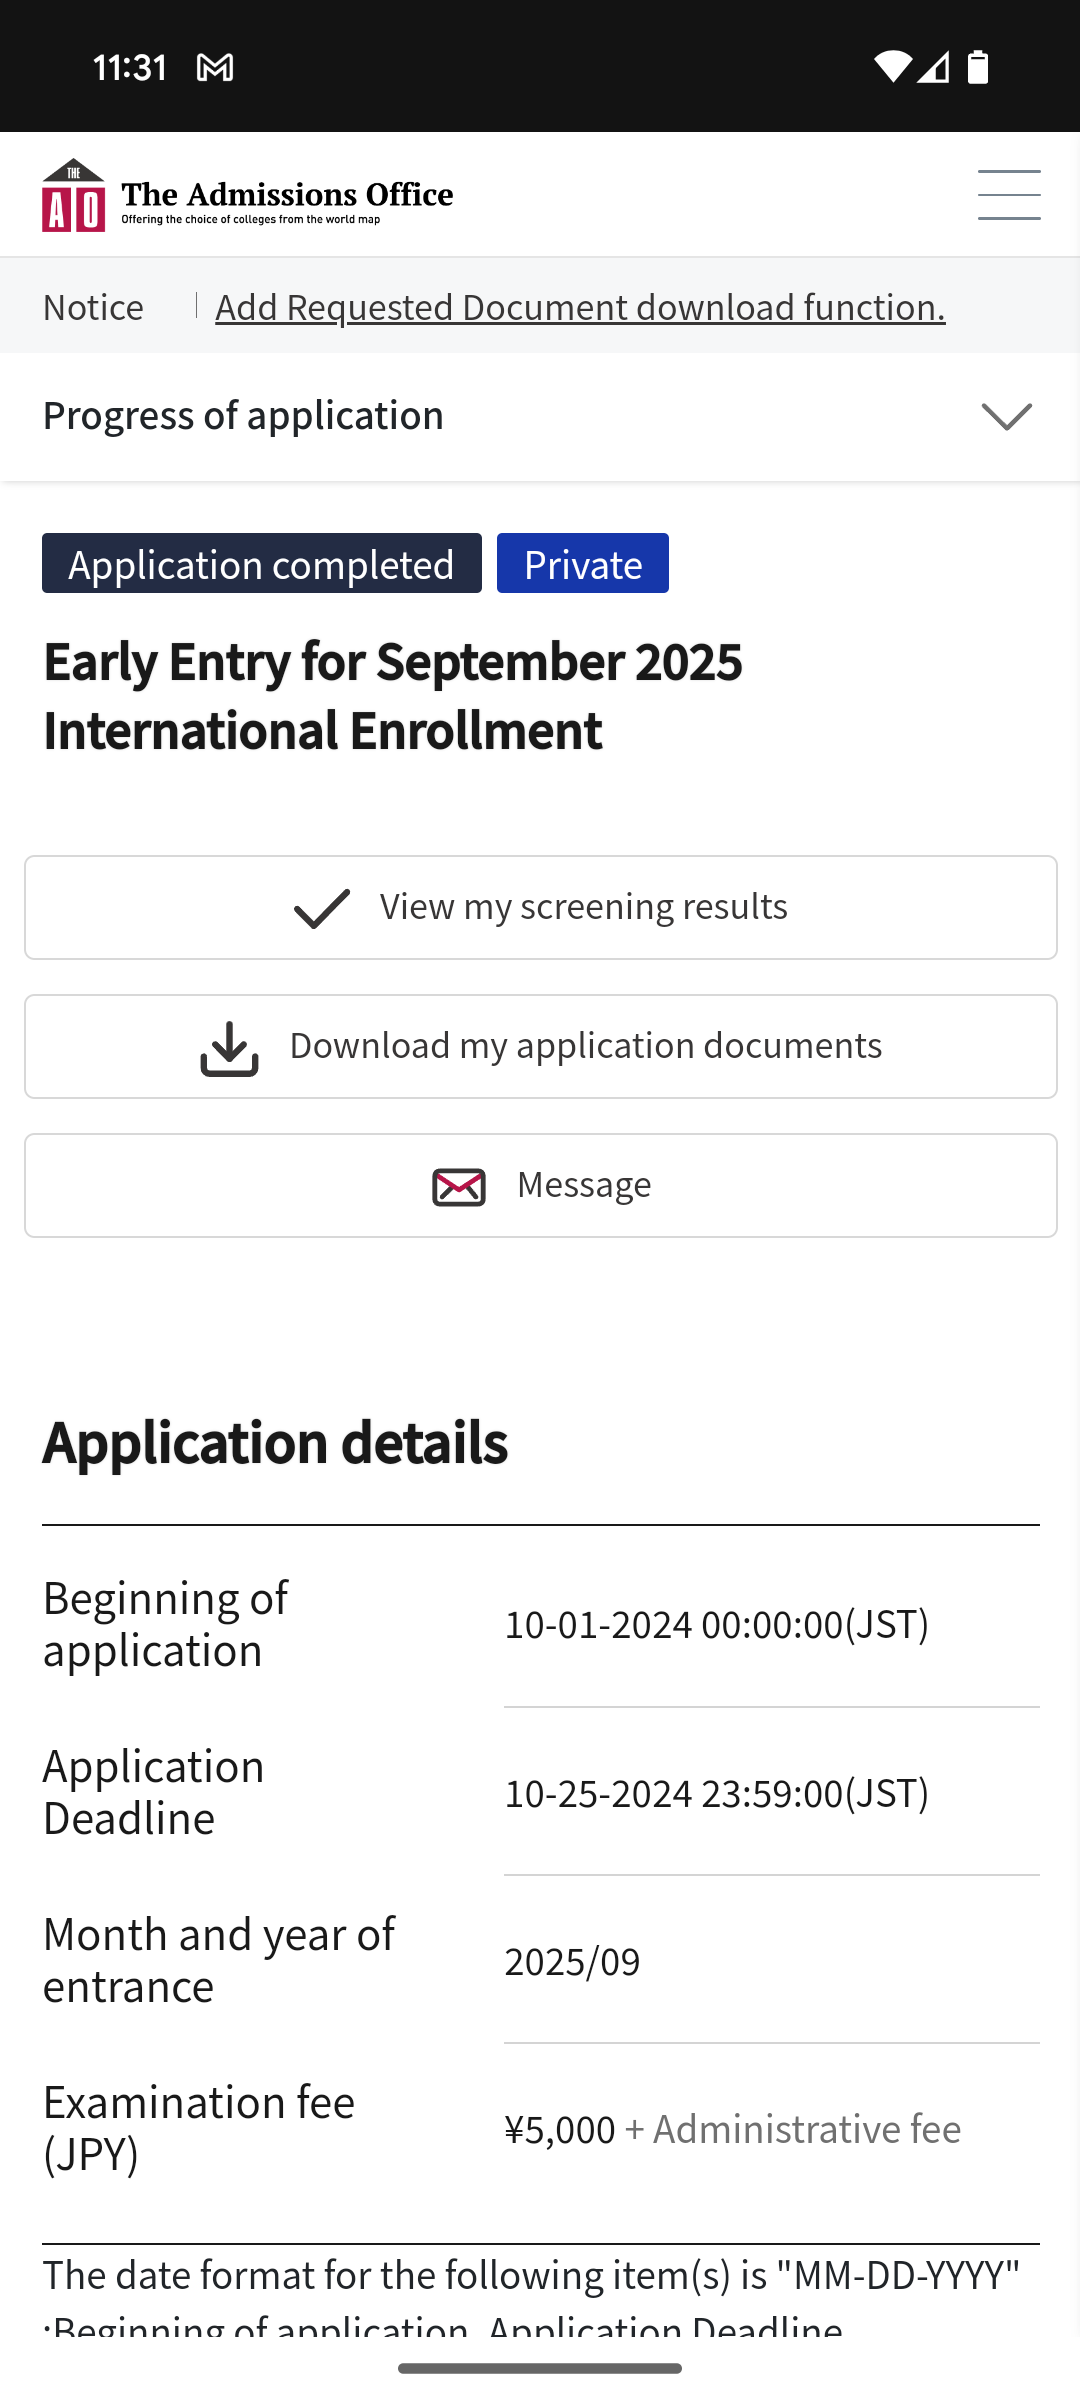 11:31
THE
AO
The Admissions Office
Offering the choice of colleges from the world map
Notice
Add Requested Document download function.
Progress of application
Application completed
Private
Early Entry for September 2025
International Enrollment
View my screening results
Download my application documents
Message
Application details
Beginning of
application
10-01-2024 00:00:00(JST)
Application
Deadline
10-25-2024 23:59:00(JST)
Month and year of
entrance
2025/09
Examination fee
(JPY)
¥5,000 + Administrative fee
The date format for the following item(s) is "MM-DD-YYYY"
:Beginning of application, Application Deadline